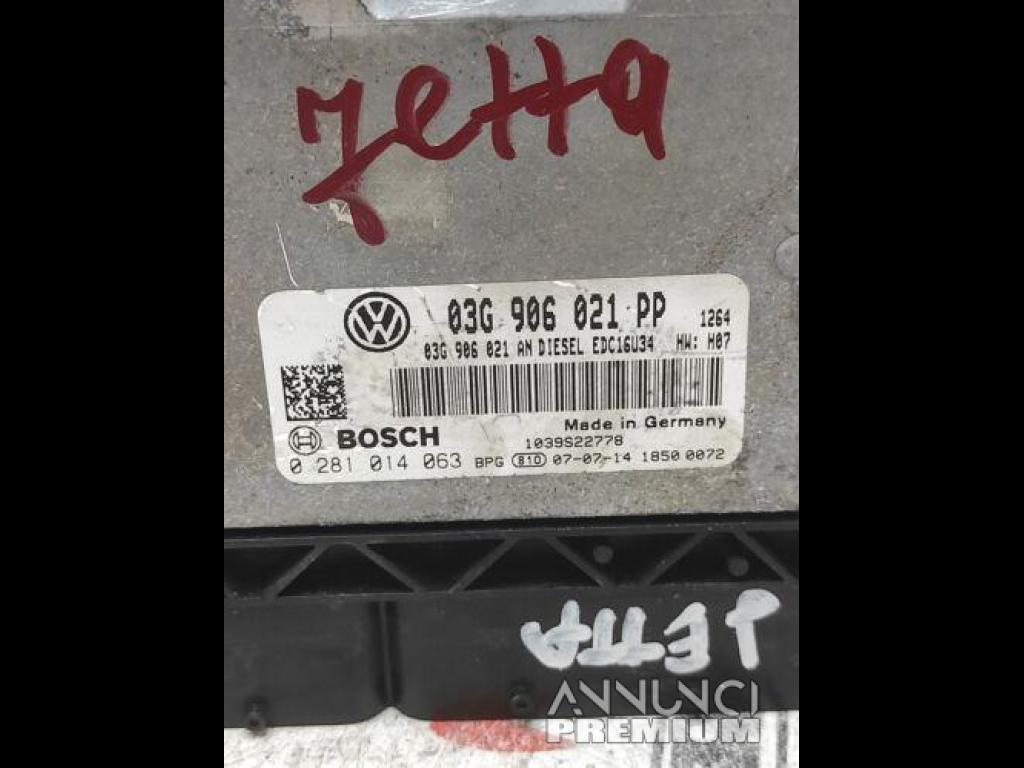 Jetta
03G 906 021 PP 1264
03G 906 021 AN DIESEL EDC16U34 HW: H07
Made in Germany
BOSCH 1039S22778
0 281 014 063 BPG 810 07-07-14 1850 0072
JETTA
ANNUNCI
PREMIUM